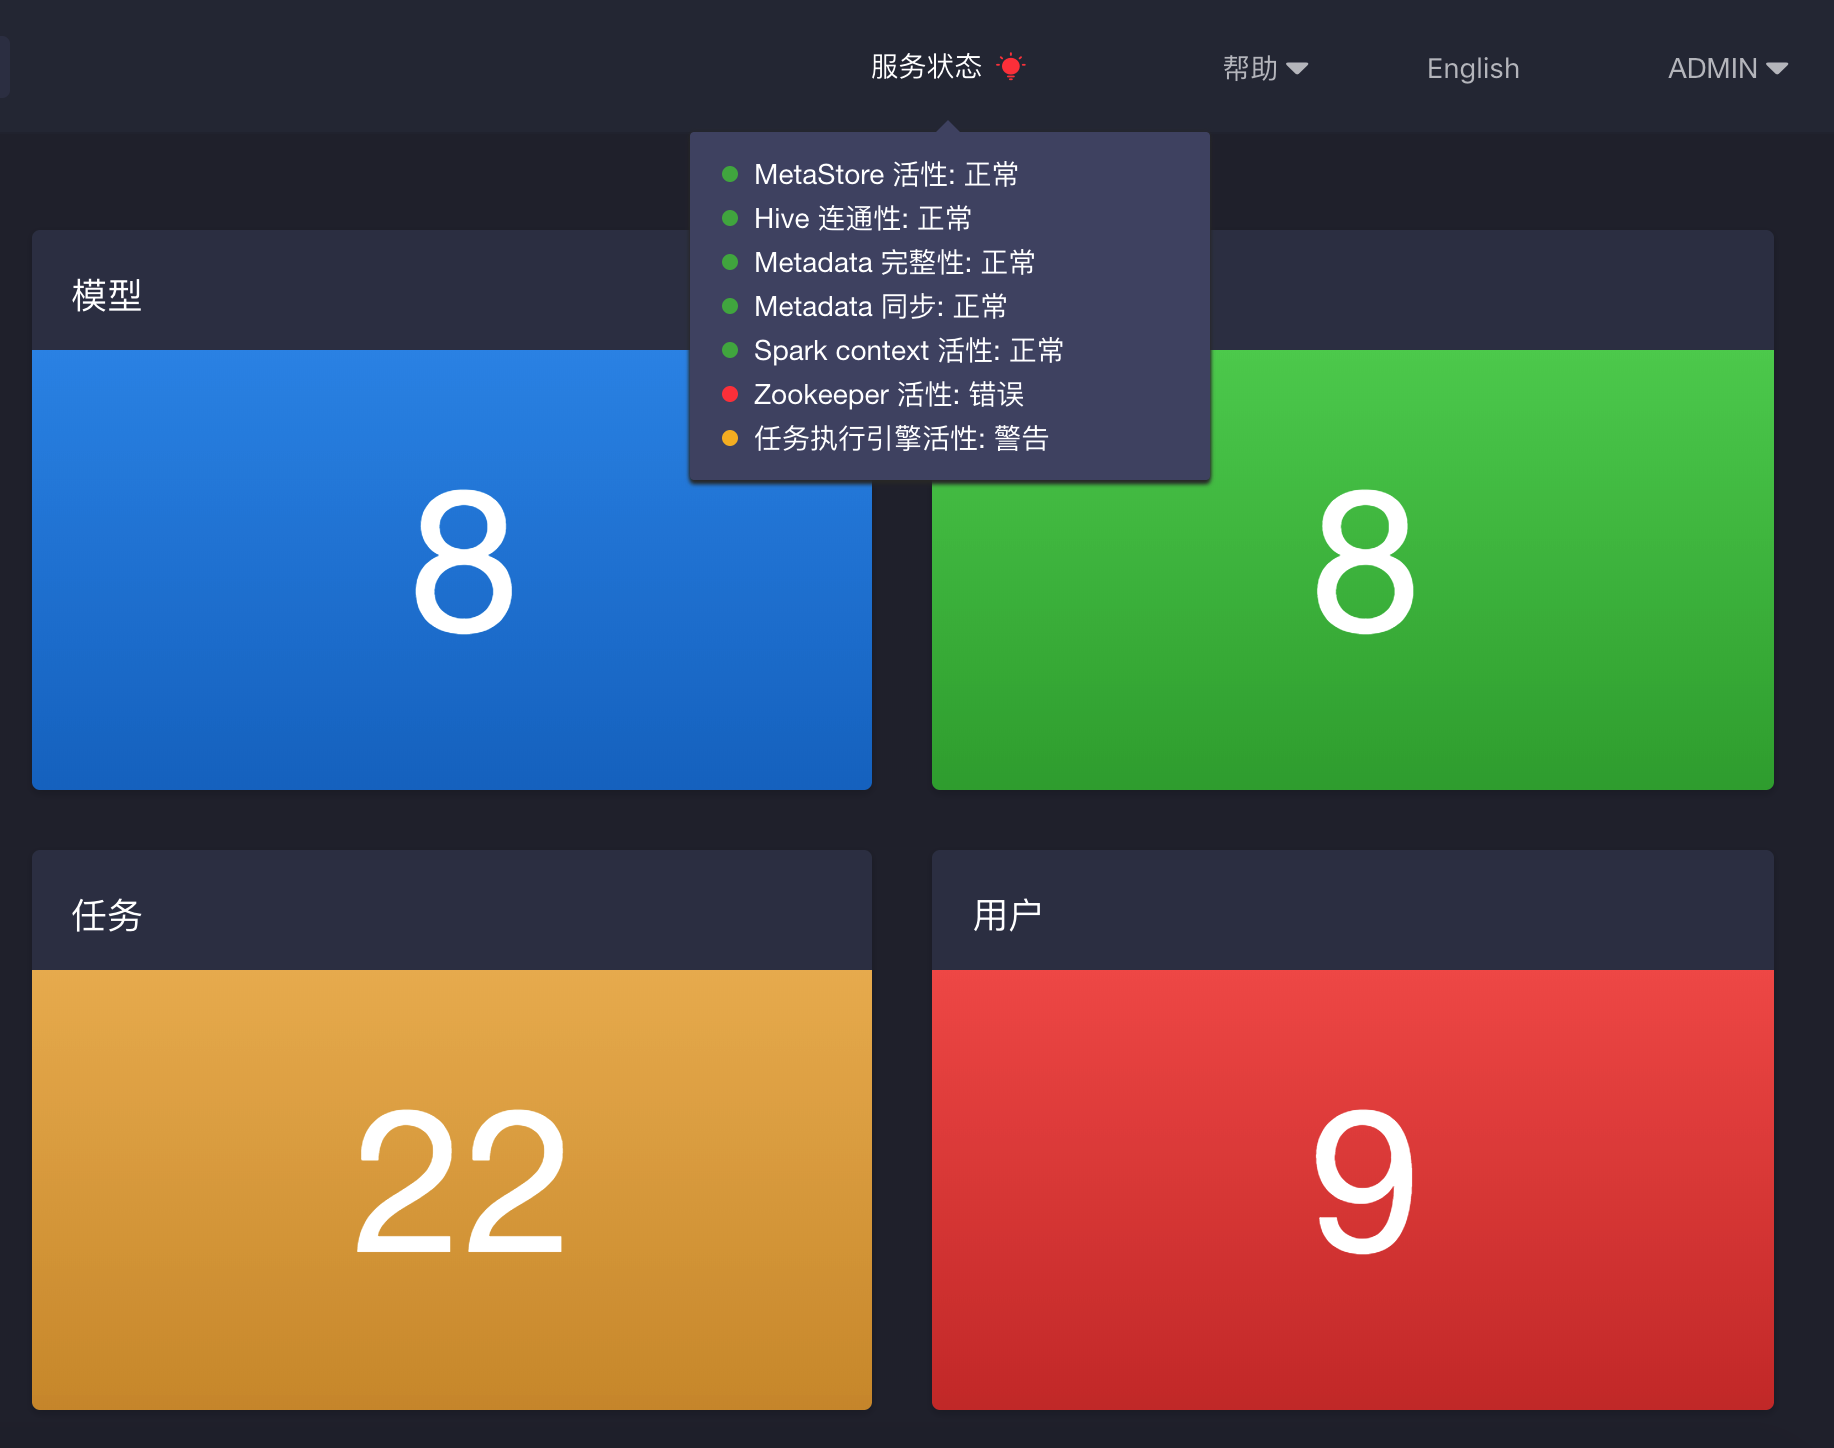 服务状态
帮助
English
ADMIN
MetaStore 活性: 正常
Hive 连通性: 正常
Metadata 完整性: 正常
Metadata 同步: 正常
Spark context 活性: 正常
Zookeeper 活性: 错误
任务执行引擎活性: 警告
模型
8
8
任务
用户
22
9